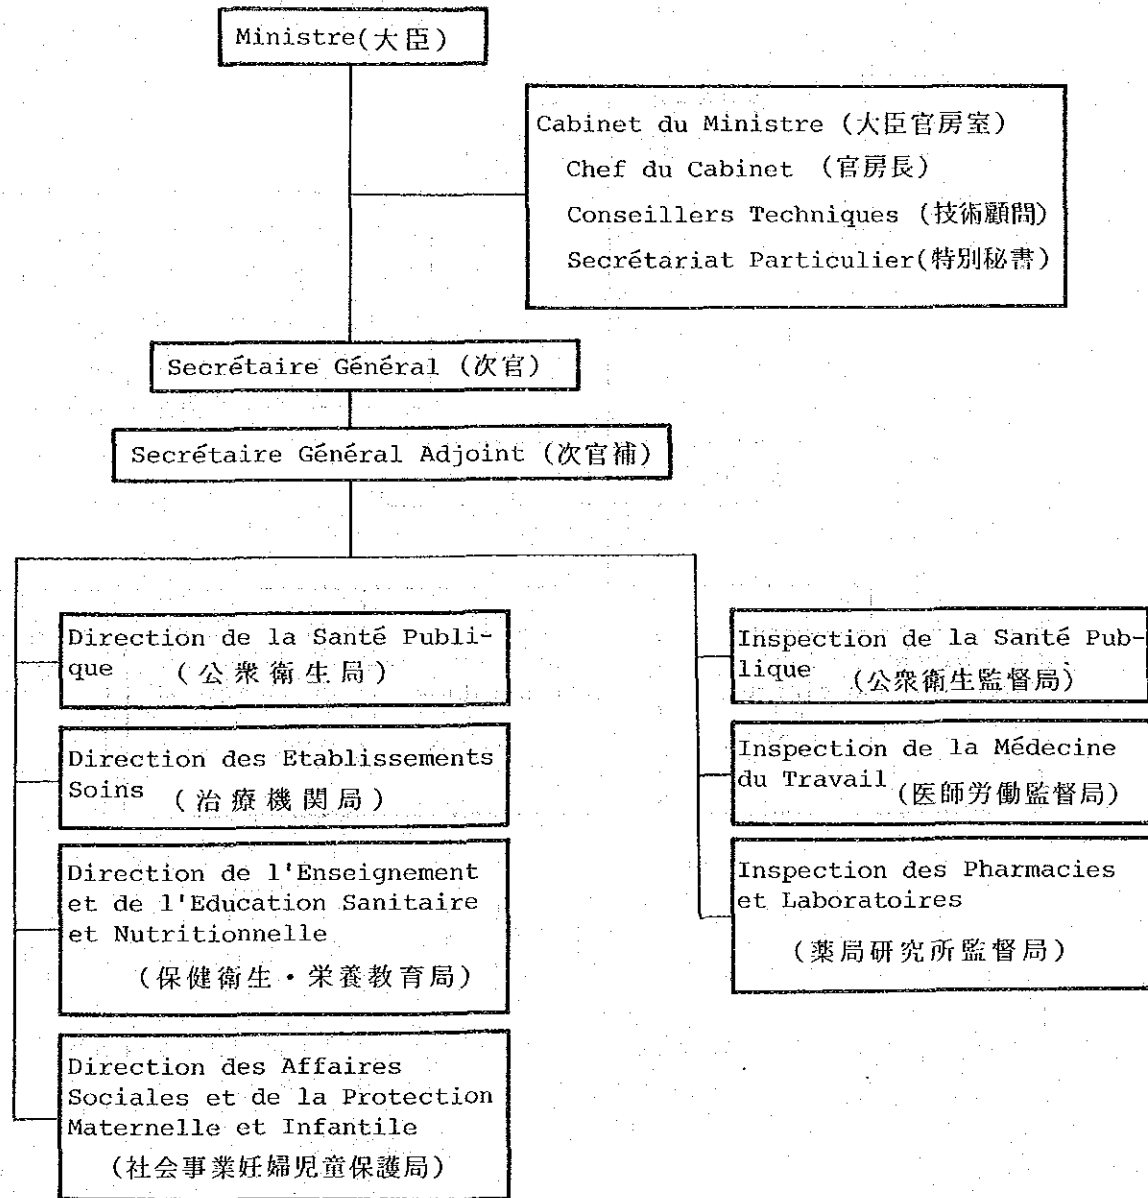 Ministre(大臣)
Cabinet du Ministre (大臣官房室)
Chef du Cabinet (官房長)
Conseillers Techniques (技術顧問)
Secrétariat Particulier(特別秘書)
Secrétaire Général (次官)
Secrétaire Général Adjoint (次官補)
Direction de la Santé Publi-
que (公衆衛生局)
Direction des Etablissements
Soins (治療機関局)
Direction de l'Enseignement
et de l'Education Sanitaire
et Nutritionnelle
(保健衛生・栄養教育局)
Direction des Affaires
Sociales et de la Protection
Maternelle et Infantile
(社会事業妊婦児童保護局)
Inspection de la Santé Pub-
lique (公衆衛生監督局)
Inspection de la Médecine
du Travail (医師労働監督局)
Inspection des Pharmacies
et Laboratoires
(薬局研究所監督局)